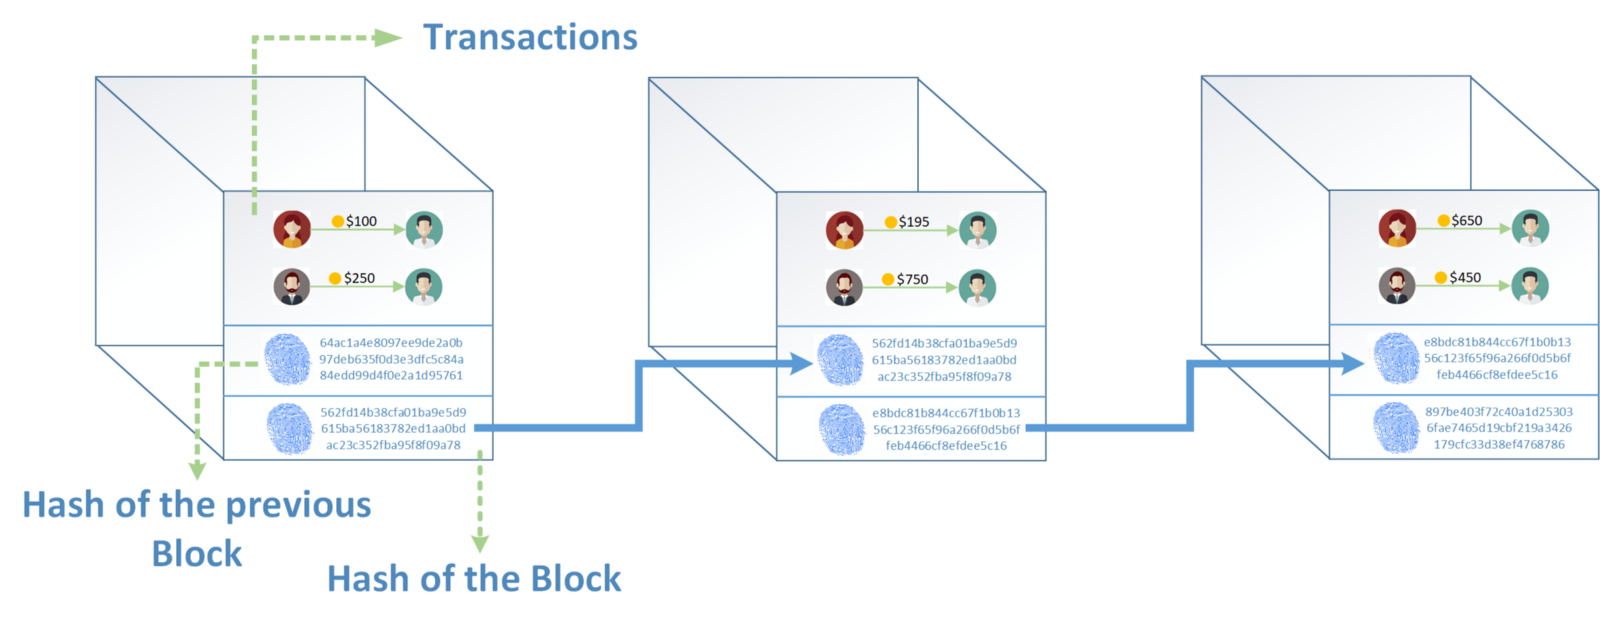 Transactions
$100
$250
64ac1a4e8097ee9de2a0b
97deb635f0d3e3dfc5c84a
84edd99d4f0e2a1d95761
562fd14b38cfa01ba9e5d9
615ba56183782ed1aa0bd
ac23c352fba95f8f09a78
Hash of the previous
Block
Hash of the Block
$195
$750
562fd14b38cfa01ba9e5d9
615ba56183782ed1aa0bd
ac23c352fba95f8f09a78
e8bdc81b844cc67f1b0b13
56c123f65f96a266f0d5b6f
feb4466cf8efdee5c16
$650
$450
e8bdc81b844cc67f1b0b13
56c123f65f96a266f0d5b6f
feb4466cf8efdee5c16
897be403f72c40a1d25303
6fae7465d19cbf219a3426
179cfc33d38ef4768786